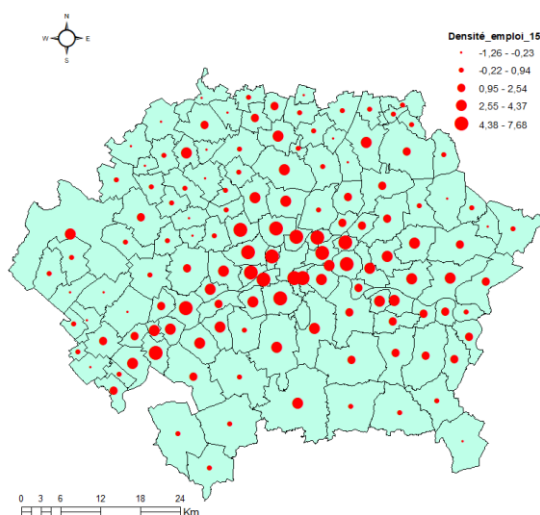 N
W E
S
Densité_emploi_15
-1,26 - -0,23
-0,22 - 0,94
0,95 - 2,54
2,55 - 4,37
4,38 - 7,68
0 3 6 12 18 24
Km